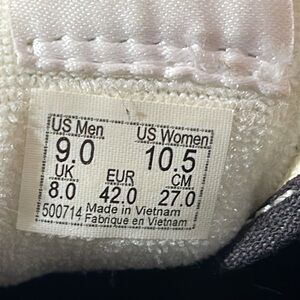 US Men US Women
9.0 10.5
UK EUR CM
8.0 42.0 27.0
500714 Made in Vietnam
Fabriqué en Vietnam